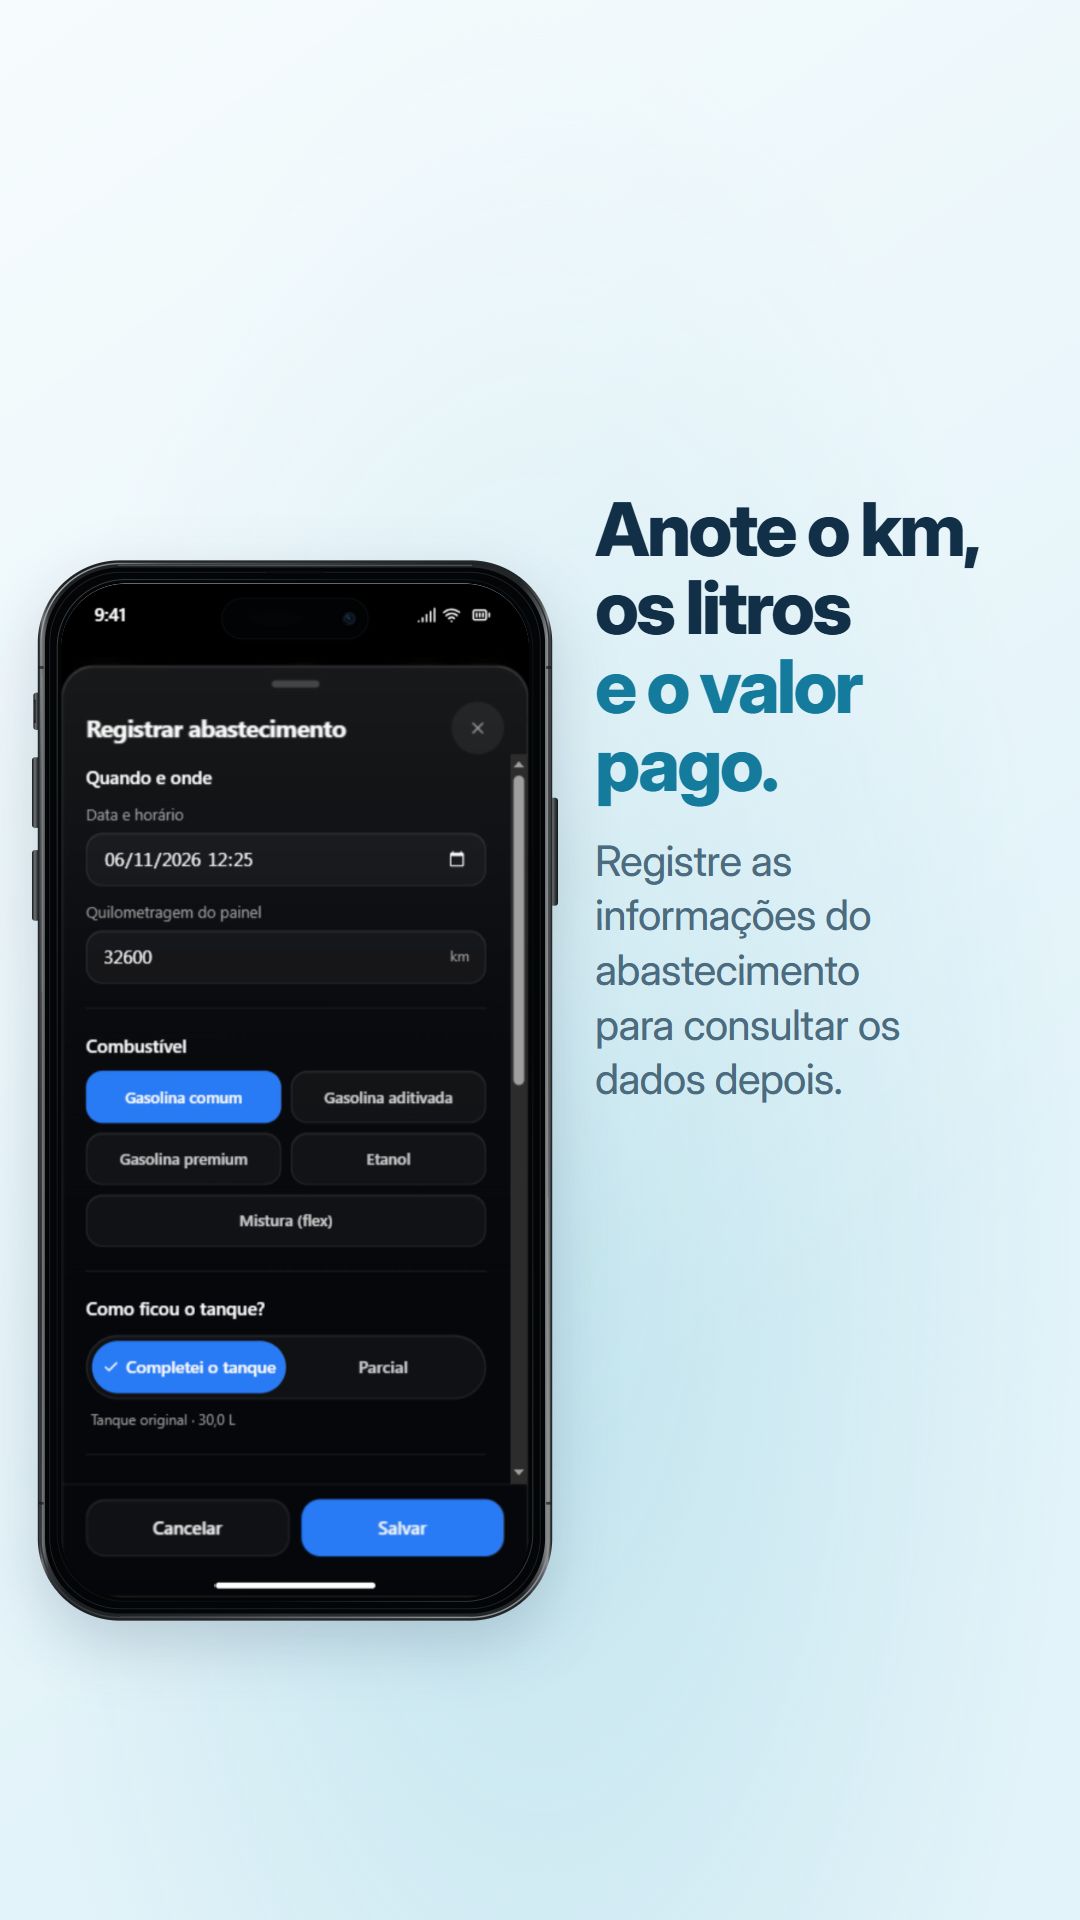 Anote o km,
os litros
e o valor
pago.
Registre as
informações do
abastecimento
para consultar os
dados depois.
9:41
Registrar abastecimento
Quando e onde
Data e horário
06/11/2026 12:25
Quilometragem do painel
32600 km
Combustível
Gasolina comum Gasolina aditivada
Gasolina premium Etanol
Mistura (flex)
Como ficou o tanque?
Completei o tanque Parcial
Tanque original · 30,0 L
Cancelar Salvar